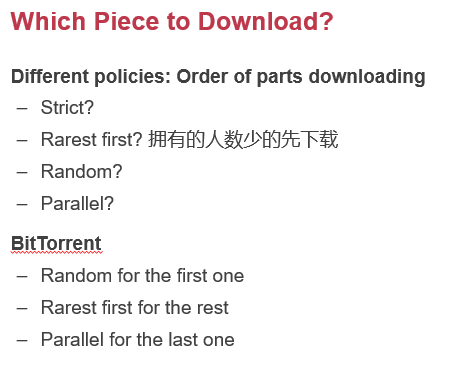 Which Piece to Download?
Different policies: Order of parts downloading
– Strict?
– Rarest first? 拥有的人数少的先下载
– Random?
– Parallel?
BitTorrent
– Random for the first one
– Rarest first for the rest
– Parallel for the last one